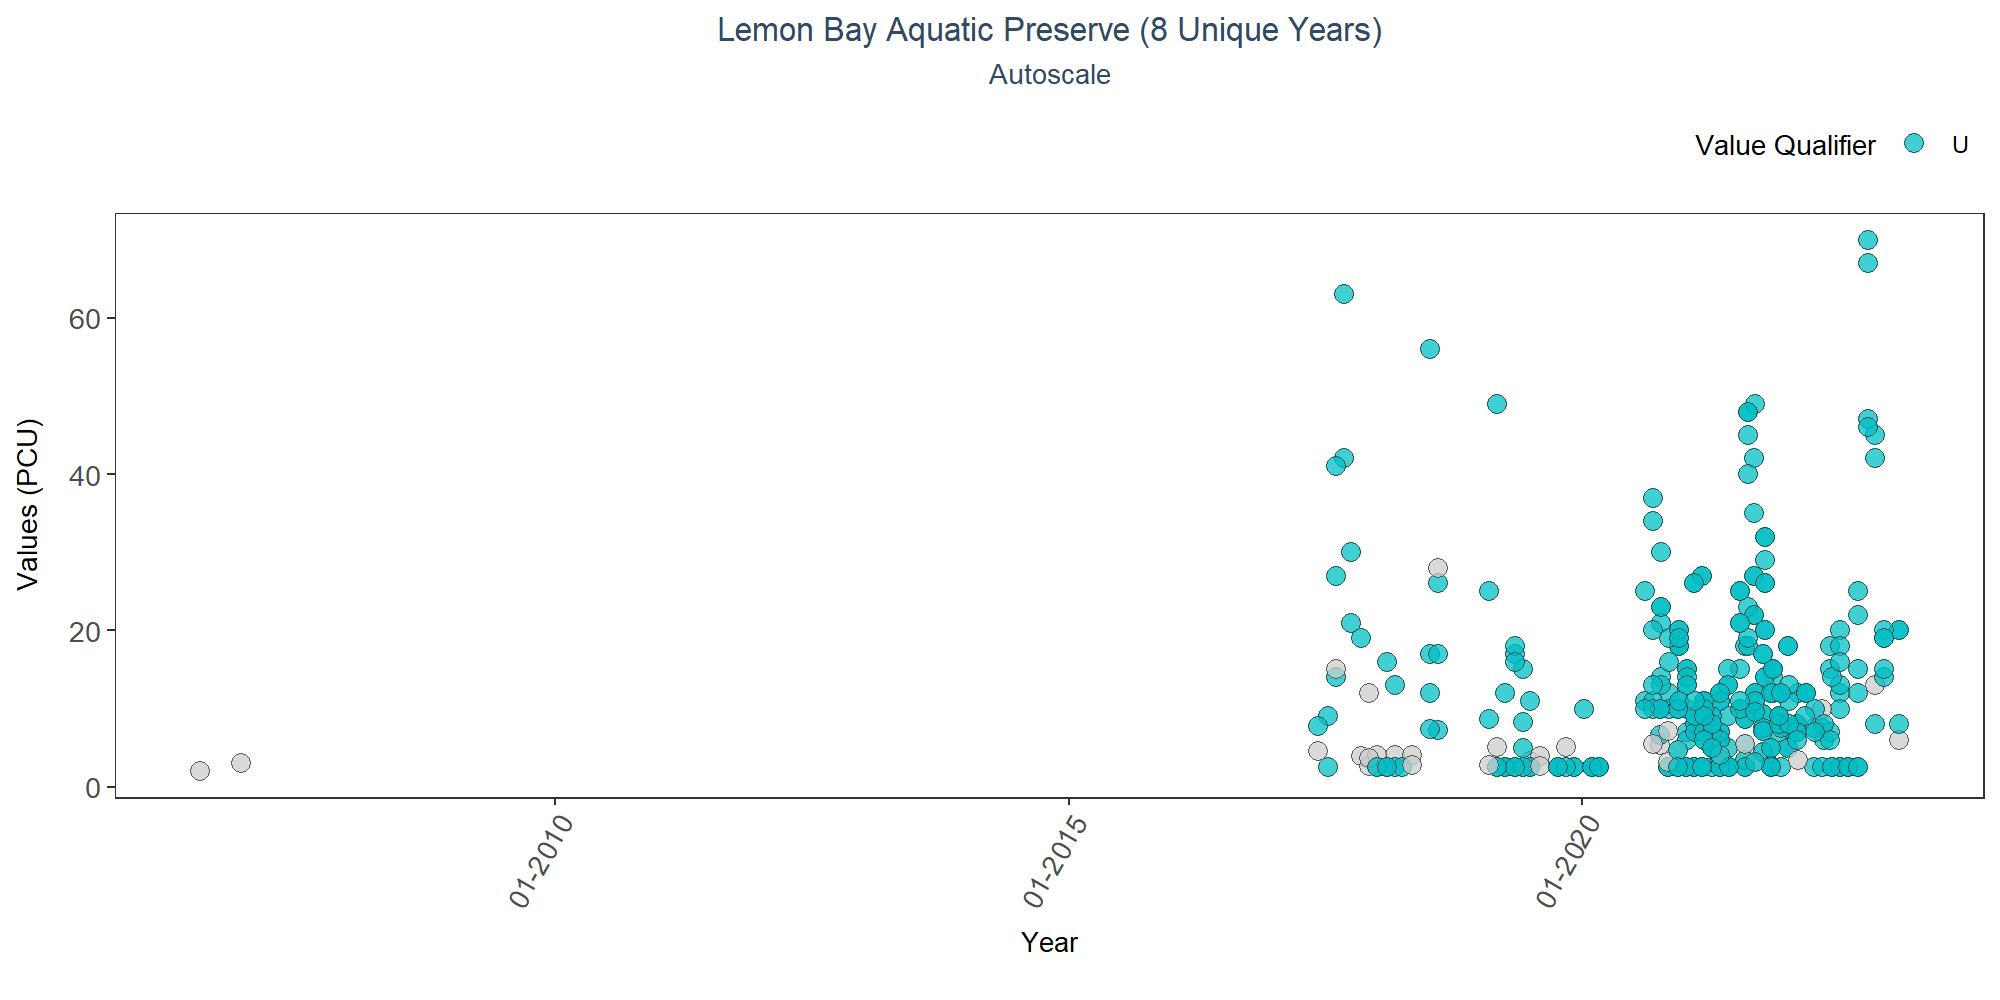 Lemon Bay Aquatic Preserve (8 Unique Years)
Autoscale
Value Qualifier U
Values (PCU)
60
40
20
0
01-2010
01-2015
01-2020
Year